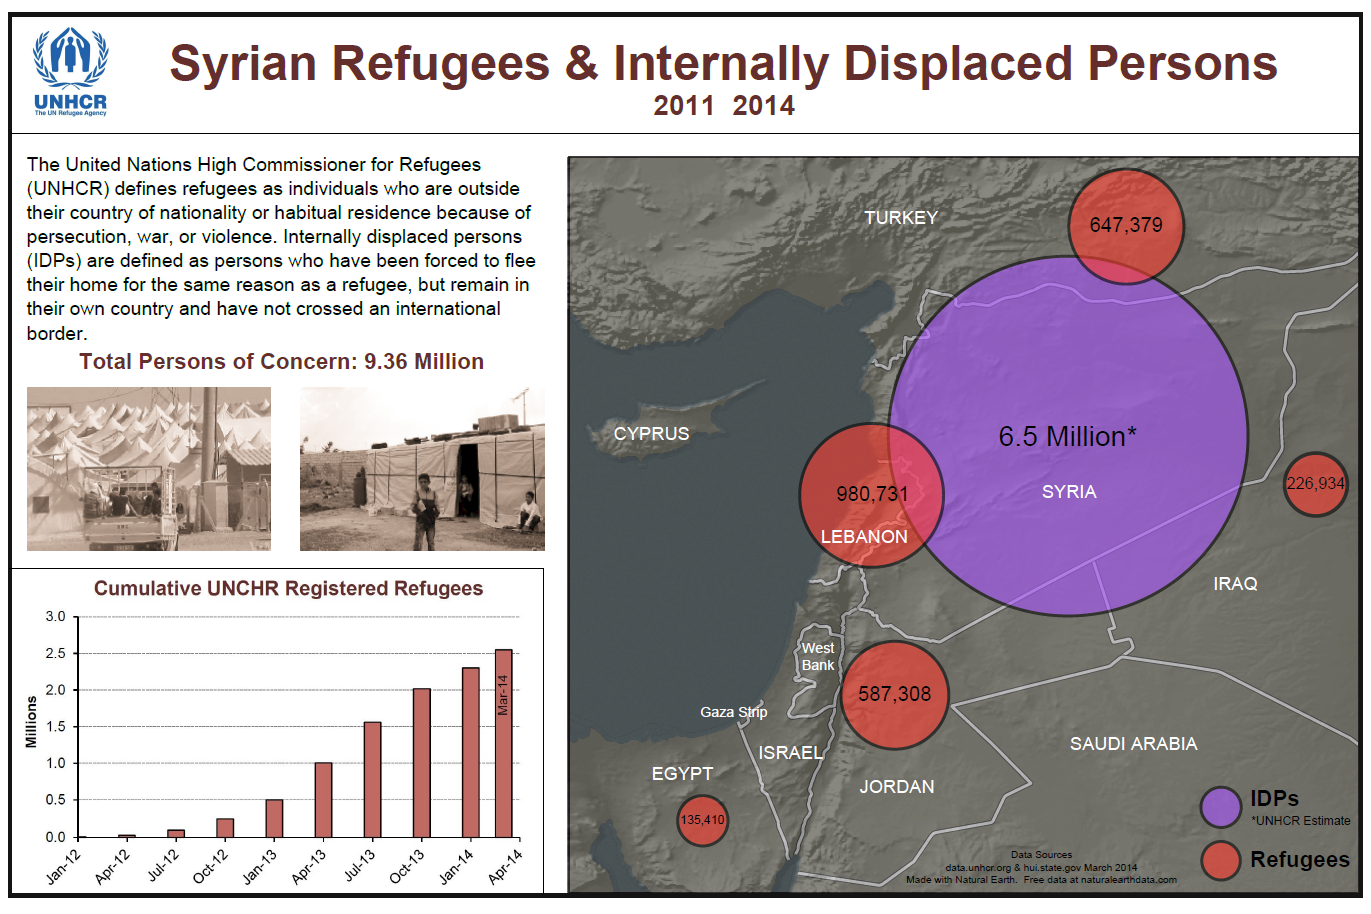 UNHCR
The UN Refugee Agency
Syrian Refugees & Internally Displaced Persons
2011 2014
The United Nations High Commissioner for Refugees
(UNHCR) defines refugees as individuals who are outside
their country of nationality or habitual residence because of
persecution, war, or violence. Internally displaced persons
(IDPs) are defined as persons who have been forced to flee
their home for the same reason as a refugee, but remain in
their own country and have not crossed an international
border.
Total Persons of Concern: 9.36 Million
Cumulative UNCHR Registered Refugees
Millions
3.0
2.5
2.0
1.5
1.0
0.5
0.0
Mar-14
Jan-12
Apr-12
Jul-12
Oct-12
Jan-13
Apr-13
Jul-13
Oct-13
Jan-14
Apr-14
TURKEY
647,379
CYPRUS
6.5 Million*
SYRIA
980,731
LEBANON
226,934
IRAQ
West
Bank
587,308
Gaza Strip
ISRAEL
EGYPT
135,410
JORDAN
SAUDI ARABIA
IDPs
*UNHCR Estimate
Refugees
Data Sources
data.unhcr.org & hui.state.gov March 2014
Made with Natural Earth. Free data at naturalearthdata.com